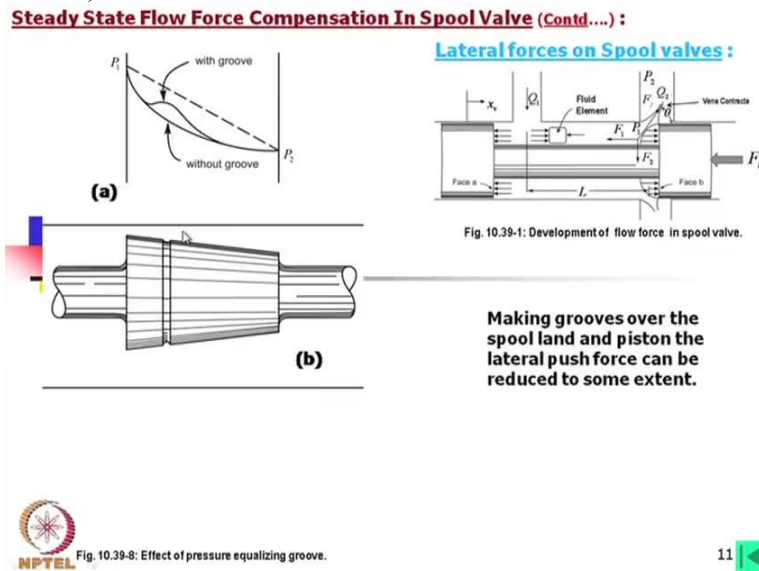 Steady State Flow Force Compensation In Spool Valve (Contd....) :
Lateral forces on Spool valves :
P₁
with groove
without groove
P₂
(a)
(b)
xᵥ
Q₁
Fluid
Element
P₂
Q₂
Vena Contracta
θ
F₁
F₂
Face a
Face b
L
Fig. 10.39-1: Development of flow force in spool valve.
Making grooves over the
spool land and piston the
lateral push force can be
reduced to some extent.
NPTEL
Fig. 10.39-8: Effect of pressure equalizing groove.
11